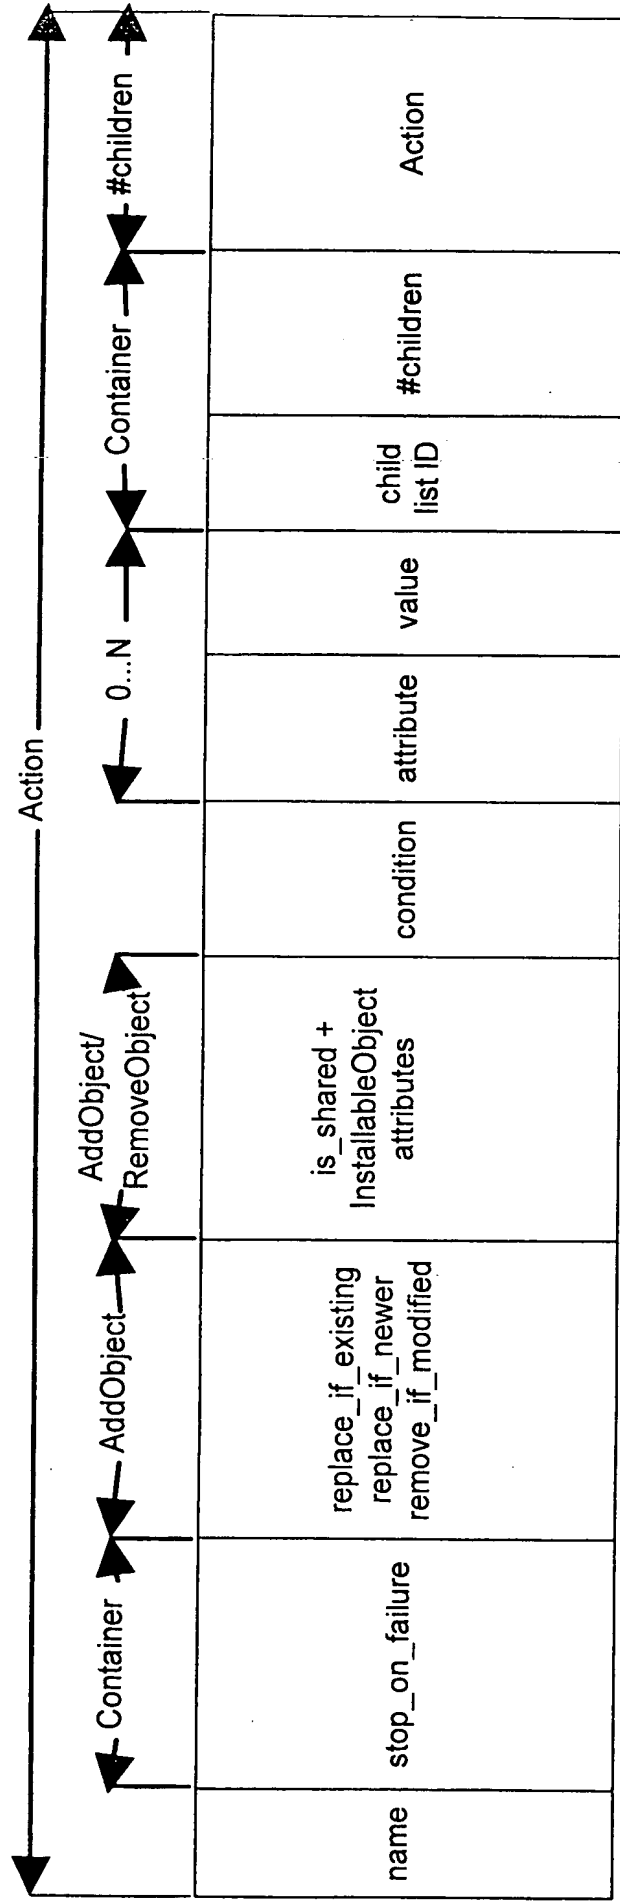 Action
Container
AddObject
AddObject/
RemoveObject
0...N
Container
#children
name
stop_on_failure
replace_if_existing
replace_if_newer
remove_if_modified
is_shared +
InstallableObject
attributes
condition
attribute
value
child
list ID
#children
Action